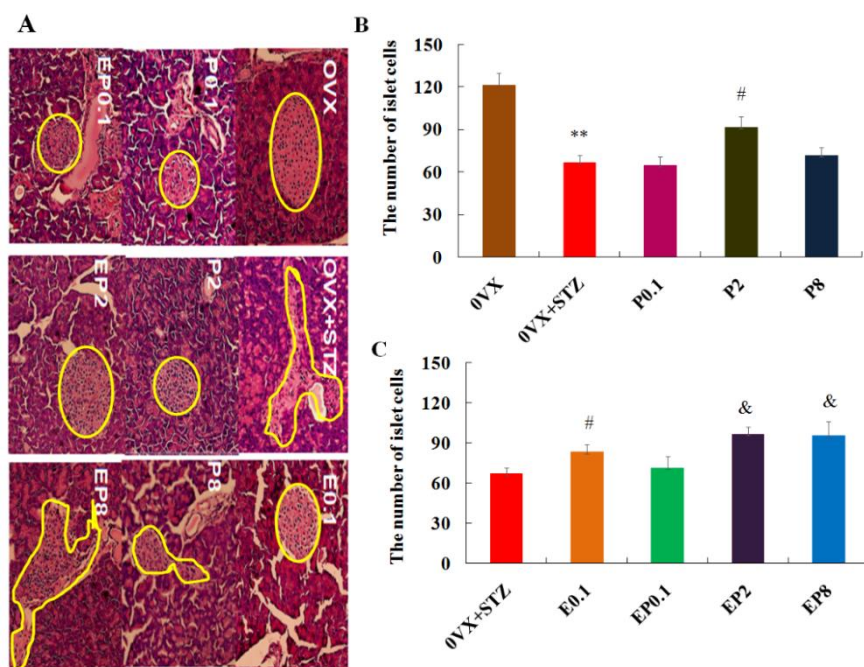 A
EP0.1
P0.1
OVX
EP2
P2
OVX+STZ
EP8
P8
E0.1
B
The number of islet cells
150
120
90
60
30
0
**
#
0VX
0VX+STZ
P0.1
P2
P8
C
The number of islet cells
150
120
90
60
30
0
#
&
&
0VX+STZ
E0.1
EP0.1
EP2
EP8